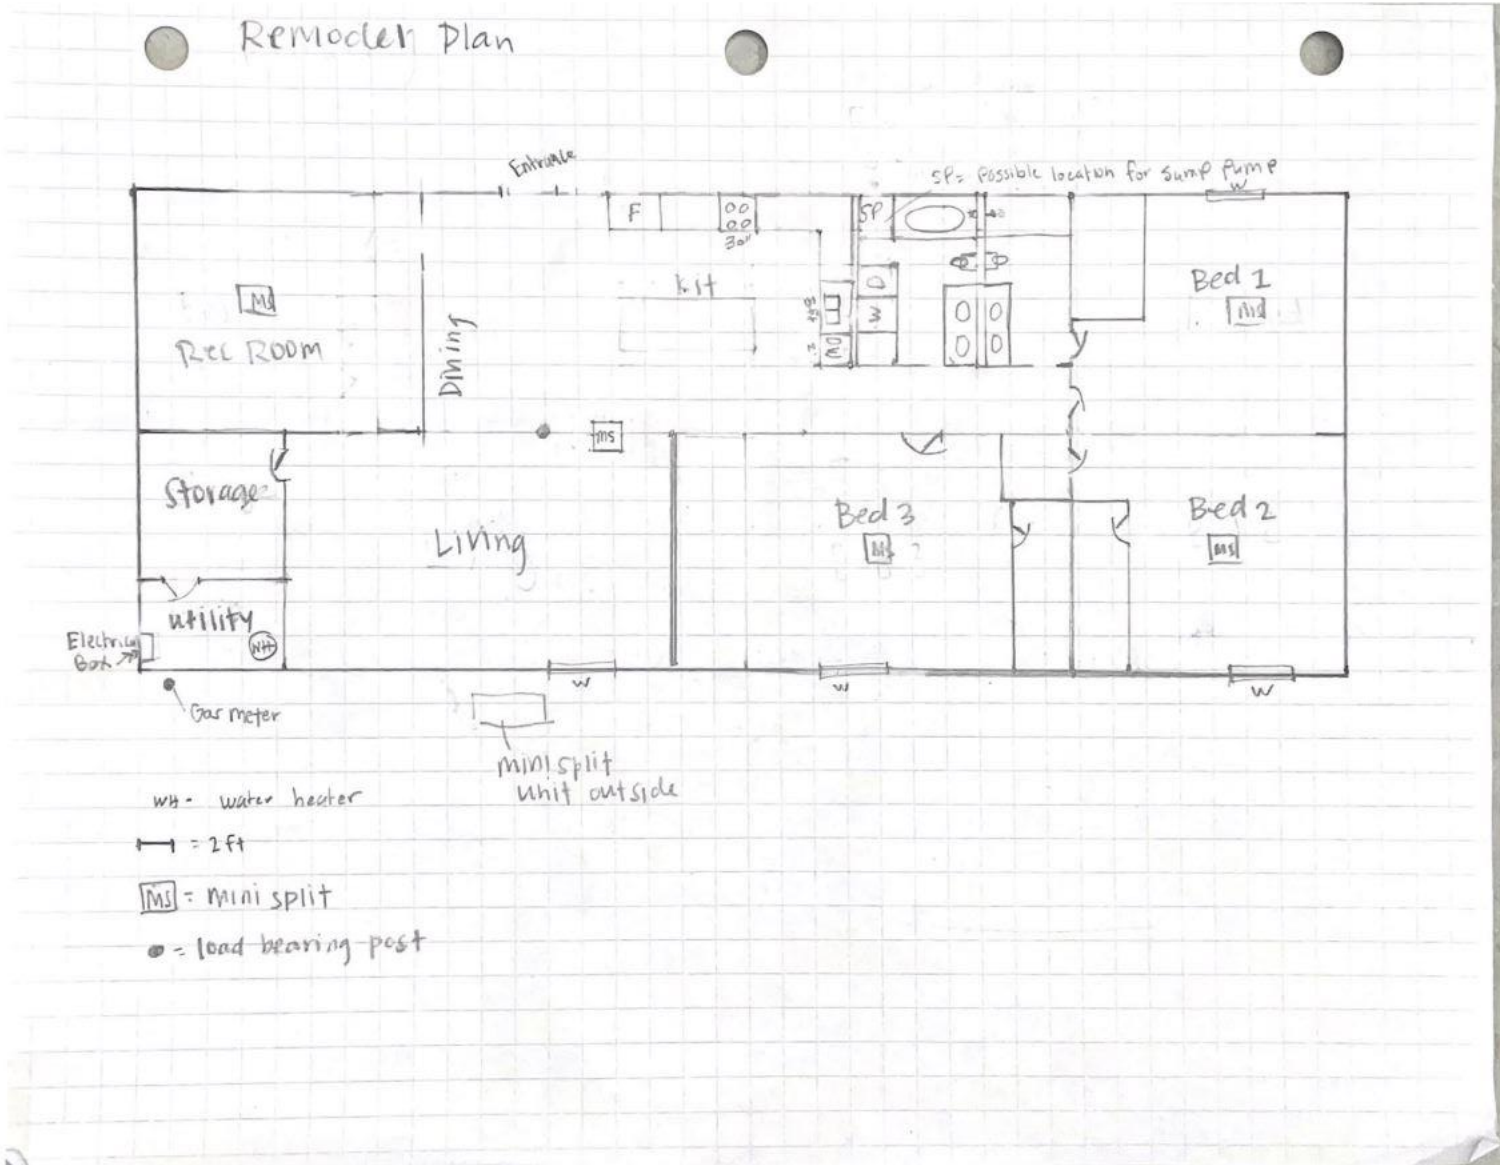 Remodel Plan
Entrance
SP= Possible location for Sump Pump
W
F
30"
SP
Kit
D
W
Bed 1
MS
MS
Rec Room
Dining
MS
Storage
Living
Bed 3
MS
Bed 2
MS
utility
WH
Electrical
Box
W
W
W
Gas meter
mini split
unit outside
WH - water heater
= 2ft
MS = mini split
= load bearing post